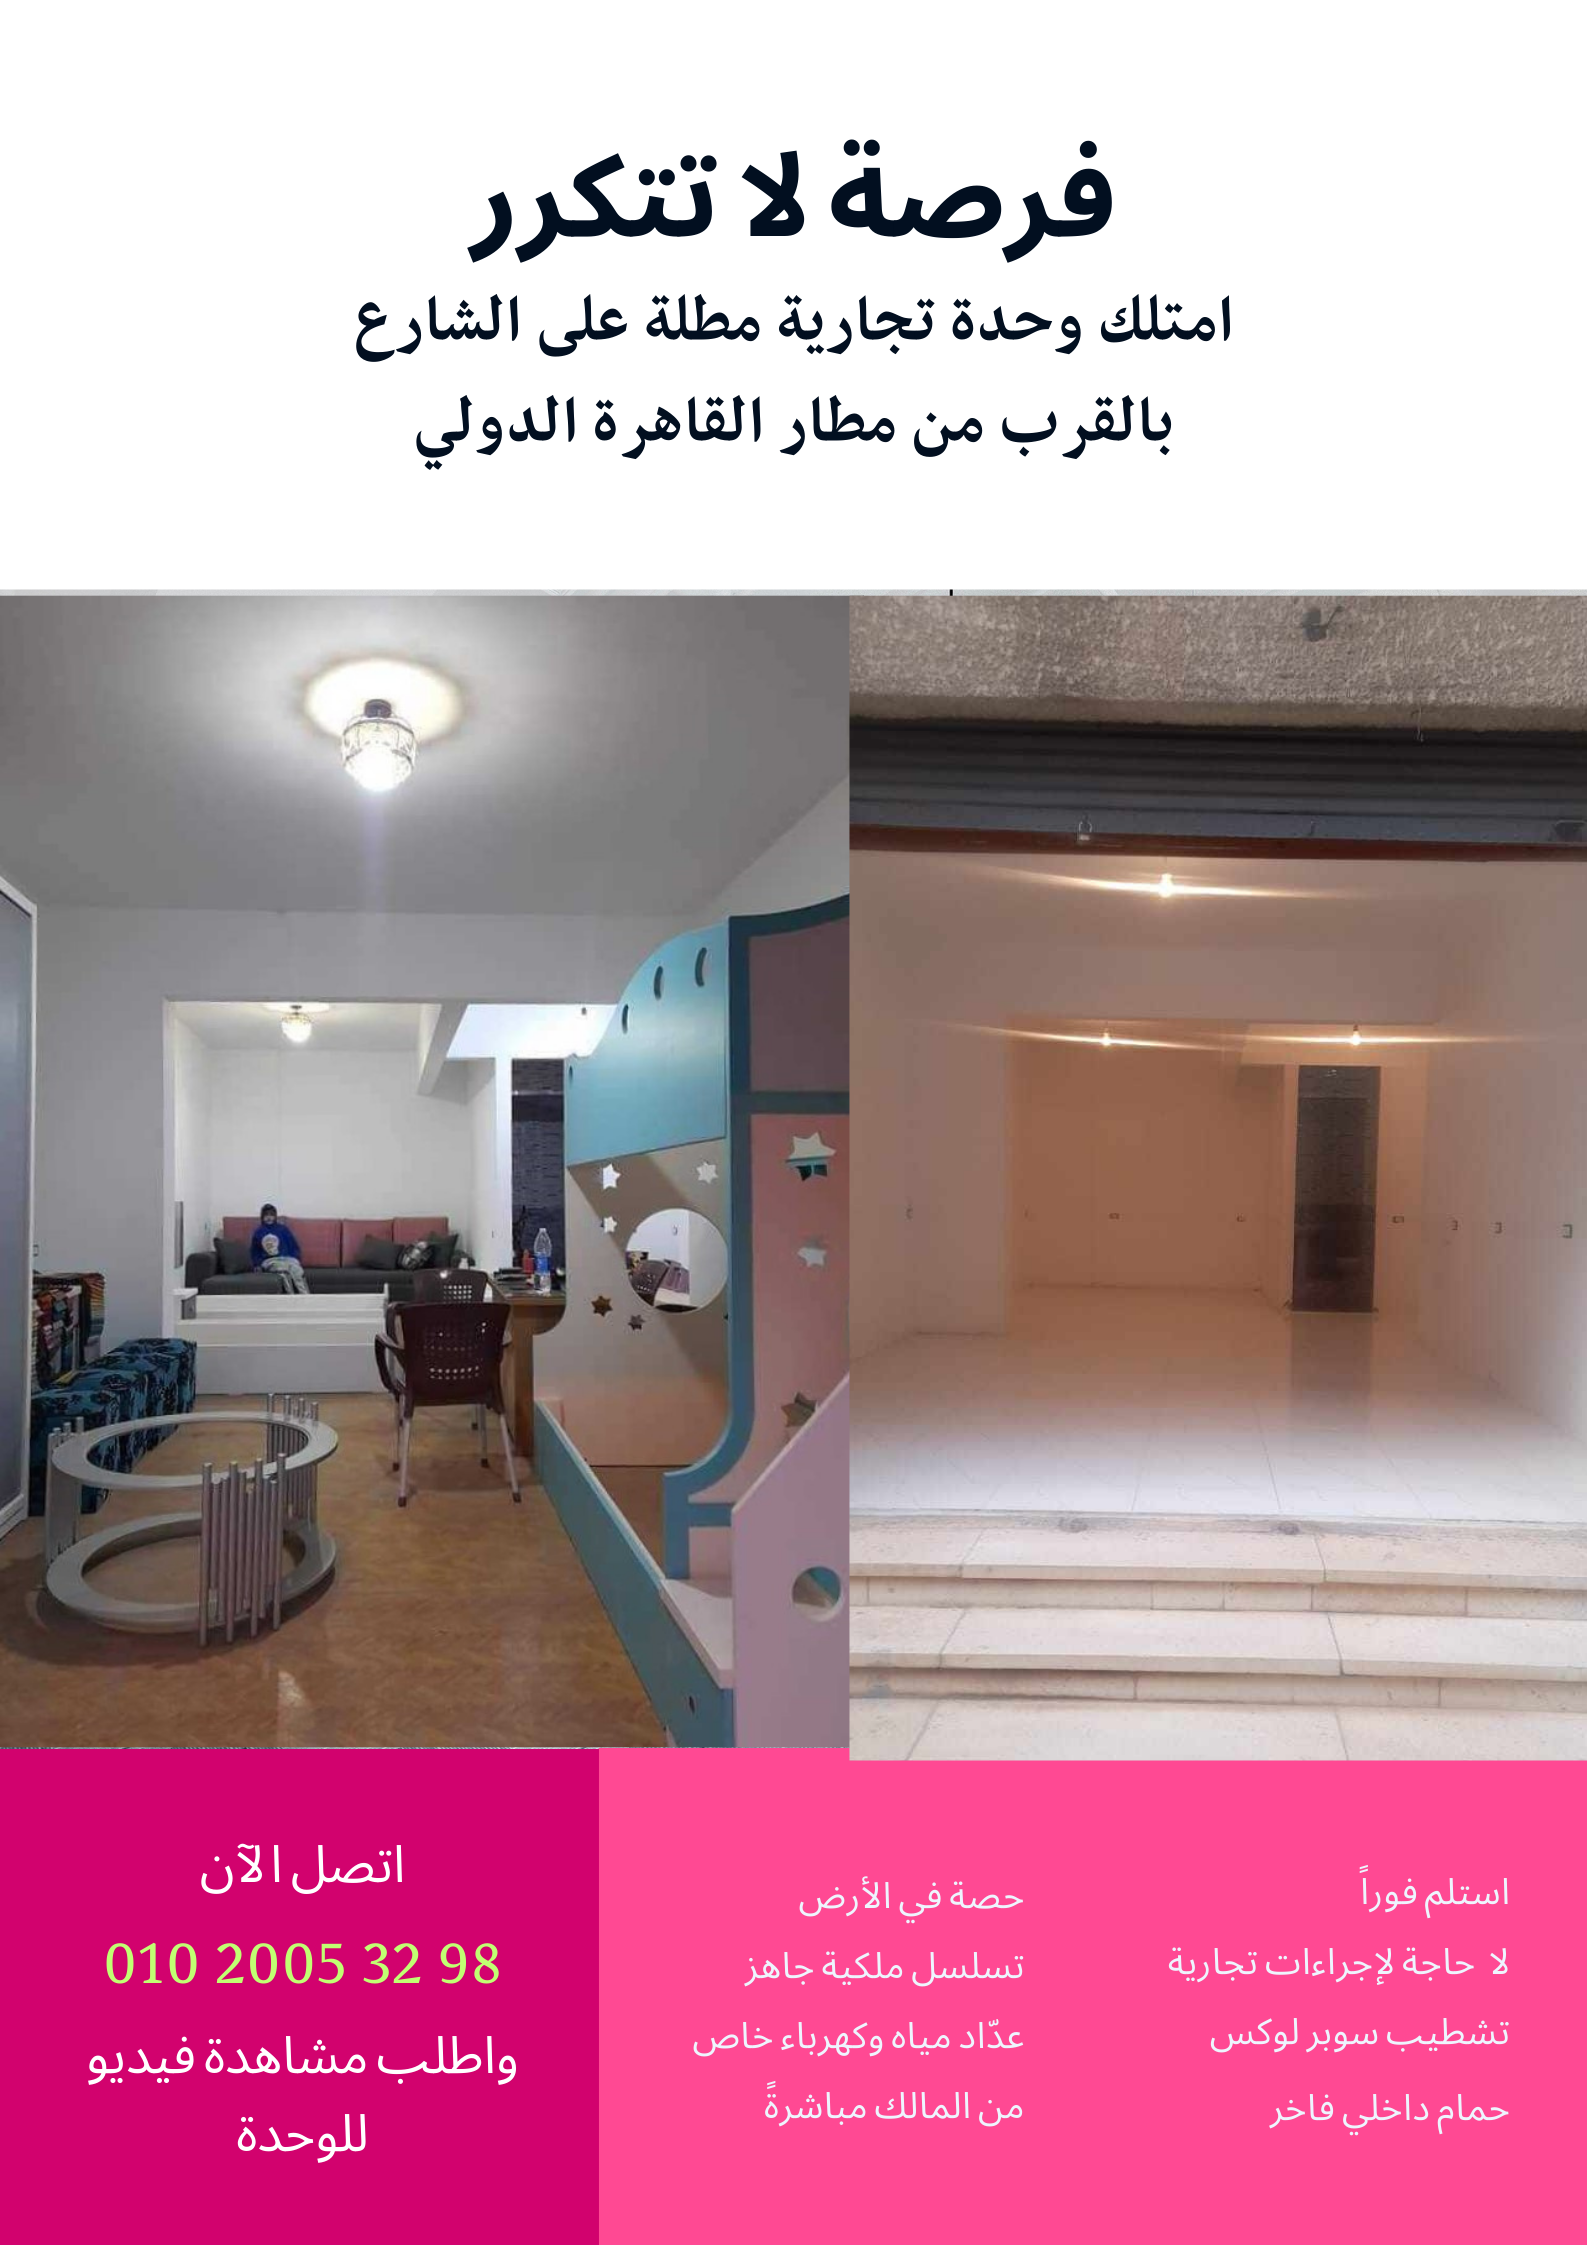 فرصة لا تتكرر
امتلك وحدة تجارية مطلة على الشارع
بالقرب من مطار القاهرة الدولي
استلم فوراً
لا حاجة لإجراءات تجارية
تشطيب سوبر لوكس
حمام داخلي فاخر
حصة في الأرض
تسلسل ملكية جاهز
عدّاد مياه وكهرباء خاص
من المالك مباشرةً
اتصل الآن
010 2005 32 98
واطلب مشاهدة فيديو
للوحدة